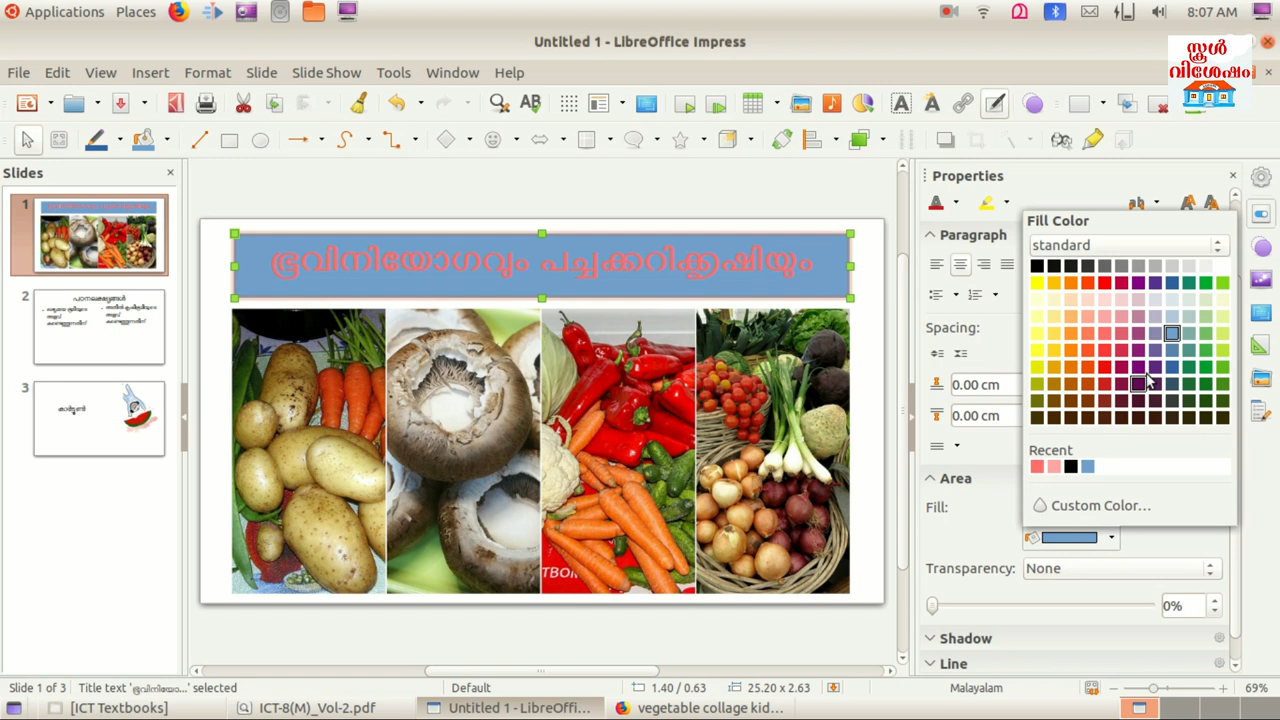 Applications Places 8:07 AM
Untitled 1 - LibreOffice Impress
സ്കൂൾ
വിശേഷം
File Edit View Insert Format Slide Slide Show Tools Window Help
Slides
Properties
1
Fill Color
standard
Paragraph
ഭൂവിനിയോഗവും പച്ചക്കറിക്കൃഷിയും
2
Spacing:
0.00 cm
0.00 cm
3
കാർട്ടൂൺ
Recent
Area
Custom Color...
Fill:
Transparency: None
0%
Shadow
Line
Slide 1 of 3 Title text 'ഭൂവിനിയോ...' selected Default 1.40 / 0.63 25.20 x 2.63 Malayalam 69%
[ICT Textbooks] ICT-8(M)_Vol-2.pdf Untitled 1 - LibreOffi... vegetable collage kid...